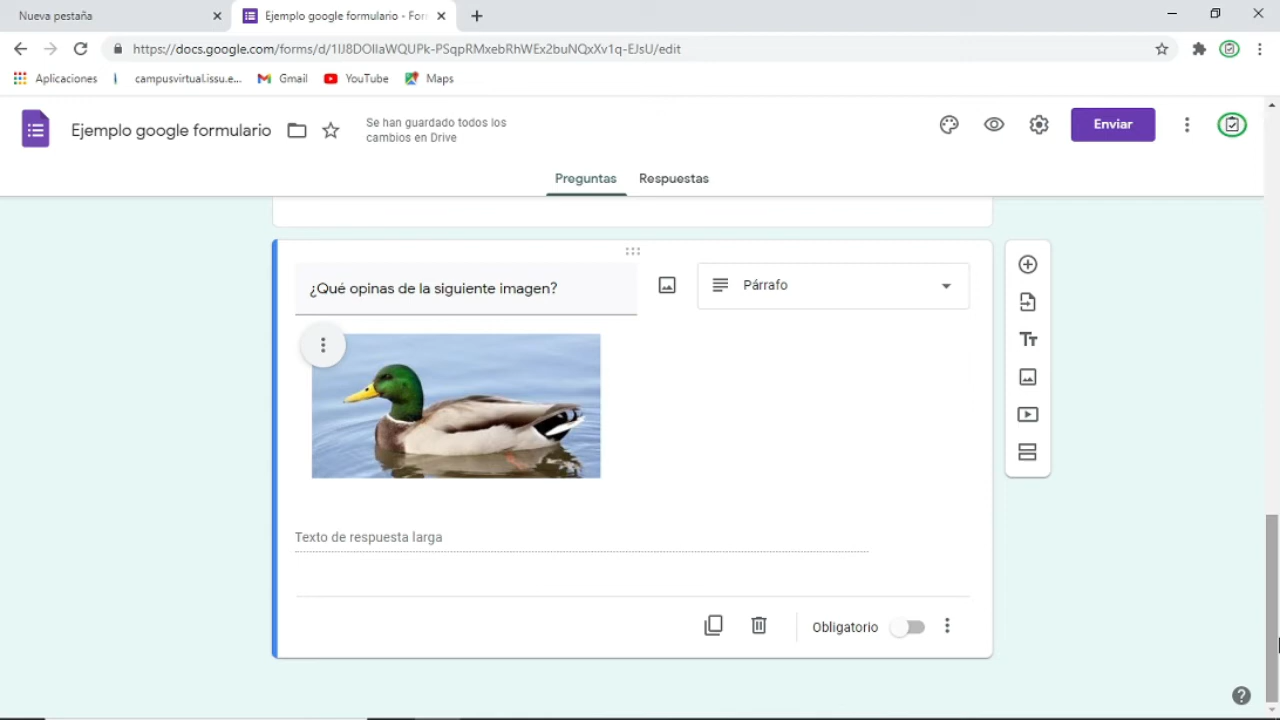 Nueva pestaña
Ejemplo google formulario - For
https://docs.google.com/forms/d/1IJ8DOIIaWQUPk-PSqpRMxebRhWEx2buNQxXv1q-EJsU/edit
Aplicaciones
campusvirtual.issu.e...
Gmail
YouTube
Maps
Ejemplo google formulario
Se han guardado todos los
cambios en Drive
Enviar
Preguntas
Respuestas
¿Qué opinas de la siguiente imagen?
Párrafo
Tт
Texto de respuesta larga
Obligatorio